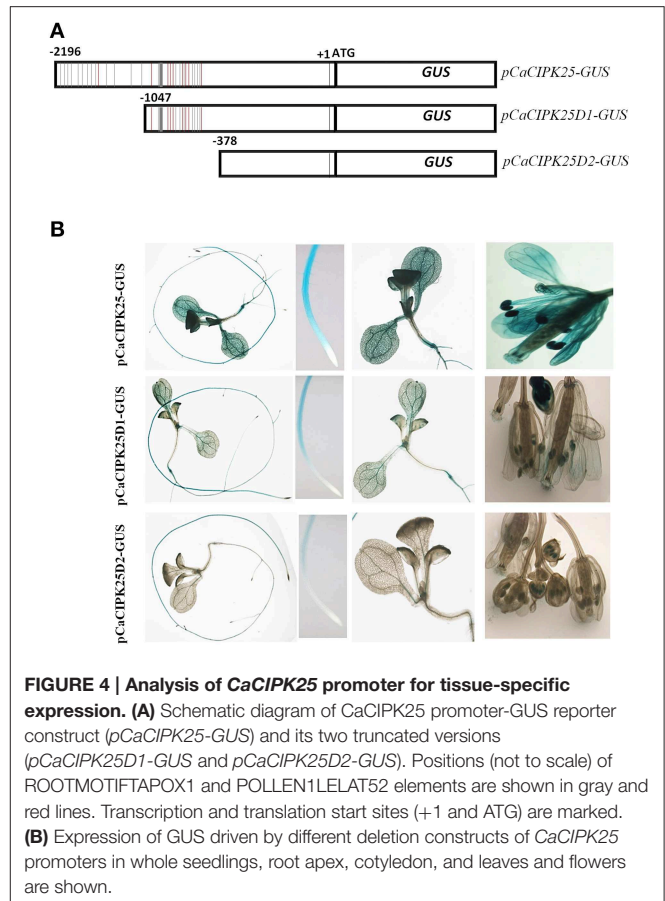 A
-2196
+1 ATG
GUS
pCaCIPK25-GUS
-1047
GUS
pCaCIPK25D1-GUS
-378
GUS
pCaCIPK25D2-GUS
B
pCaCIPK25-GUS
pCaCIPK25D1-GUS
pCaCIPK25D2-GUS
FIGURE 4 | Analysis of CaCIPK25 promoter for tissue-specific
expression. (A) Schematic diagram of CaCIPK25 promoter-GUS reporter
construct (pCaCIPK25-GUS) and its two truncated versions
(pCaCIPK25D1-GUS and pCaCIPK25D2-GUS). Positions (not to scale) of
ROOTMOTIFTAPOX1 and POLLEN1LELAT52 elements are shown in gray and
red lines. Transcription and translation start sites (+1 and ATG) are marked.
(B) Expression of GUS driven by different deletion constructs of CaCIPK25
promoters in whole seedlings, root apex, cotyledon, and leaves and flowers
are shown.